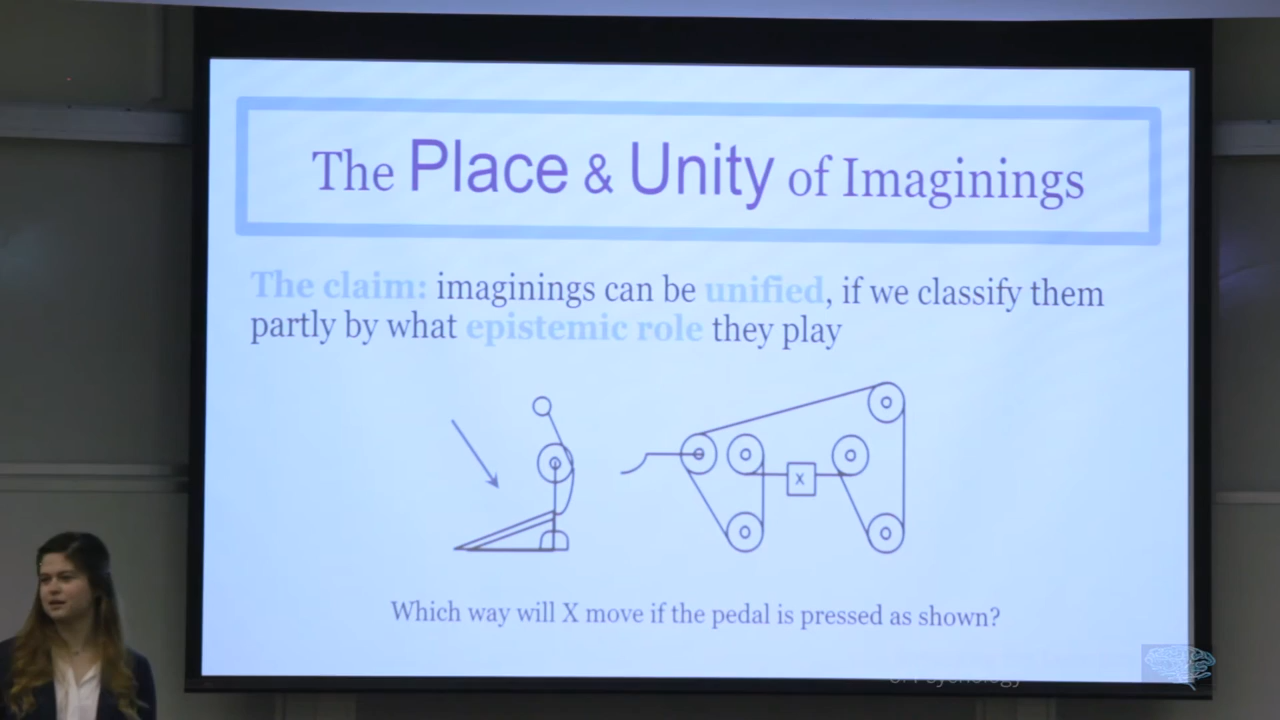 The Place & Unity of Imaginings
The claim: imaginings can be unified, if we classify them
partly by what epistemic role they play
X
Which way will X move if the pedal is pressed as shown?